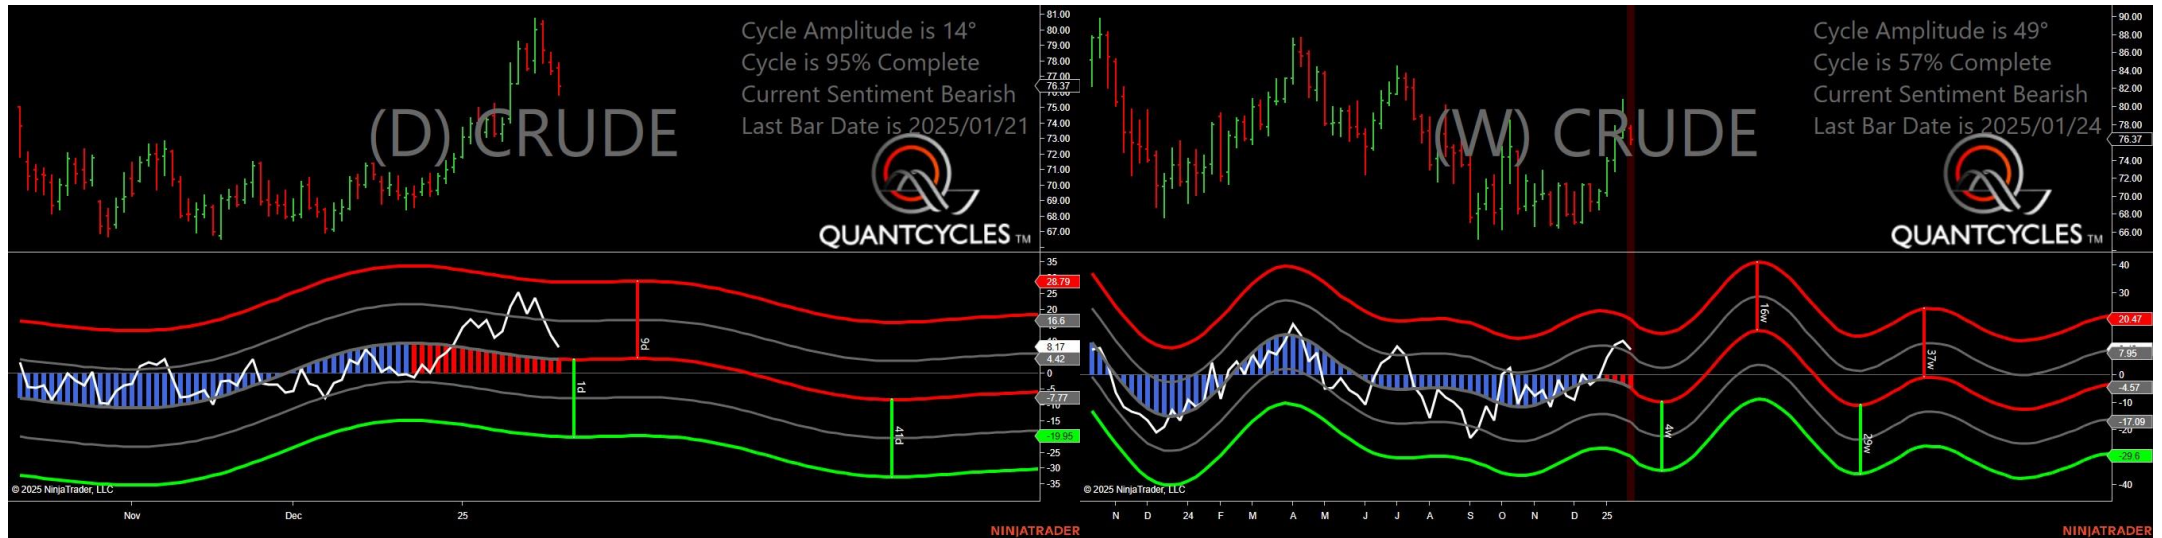 Cycle Amplitude is 14°
Cycle is 95% Complete
Current Sentiment Bearish
Last Bar Date is 2025/01/21
(D) CRUDE
QUANTCYCLES TM
81.00
80.00
79.00
78.00
77.00
76.37
75.00
74.00
73.00
72.00
71.00
70.00
69.00
68.00
67.00
35
28.79
25
20
16.6
8.17
4.42
0
-5
-7.77
-10
-15
-19.95
-25
-30
-35
9d
1d
41d
© 2025 NinjaTrader, LLC
Nov Dec 25
NINJATRADER
Cycle Amplitude is 49°
Cycle is 57% Complete
Current Sentiment Bearish
Last Bar Date is 2025/01/24
(W) CRUDE
QUANTCYCLES TM
90.00
88.00
86.00
84.00
82.00
80.00
78.00
76.37
74.00
72.00
70.00
68.00
66.00
40
30
20.47
7.95
0
-4.57
-10
-17.09
-20
-29.6
-40
16w
37w
4w
29w
© 2025 NinjaTrader, LLC
N D 24 F M A M J J A S O N D 25
NINJATRADER